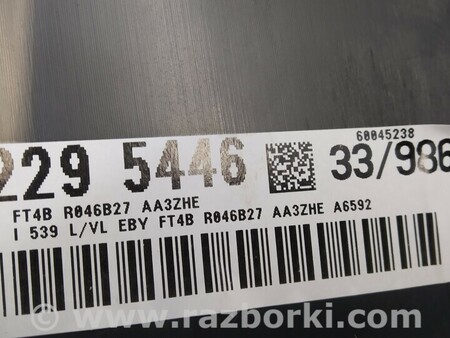 60045238
229 5446 33/986
FT4B R046B27 AA3ZHE
I 539 L/VL EBY FT4B R046B27 AA3ZHE A6592
© www.razborki.com